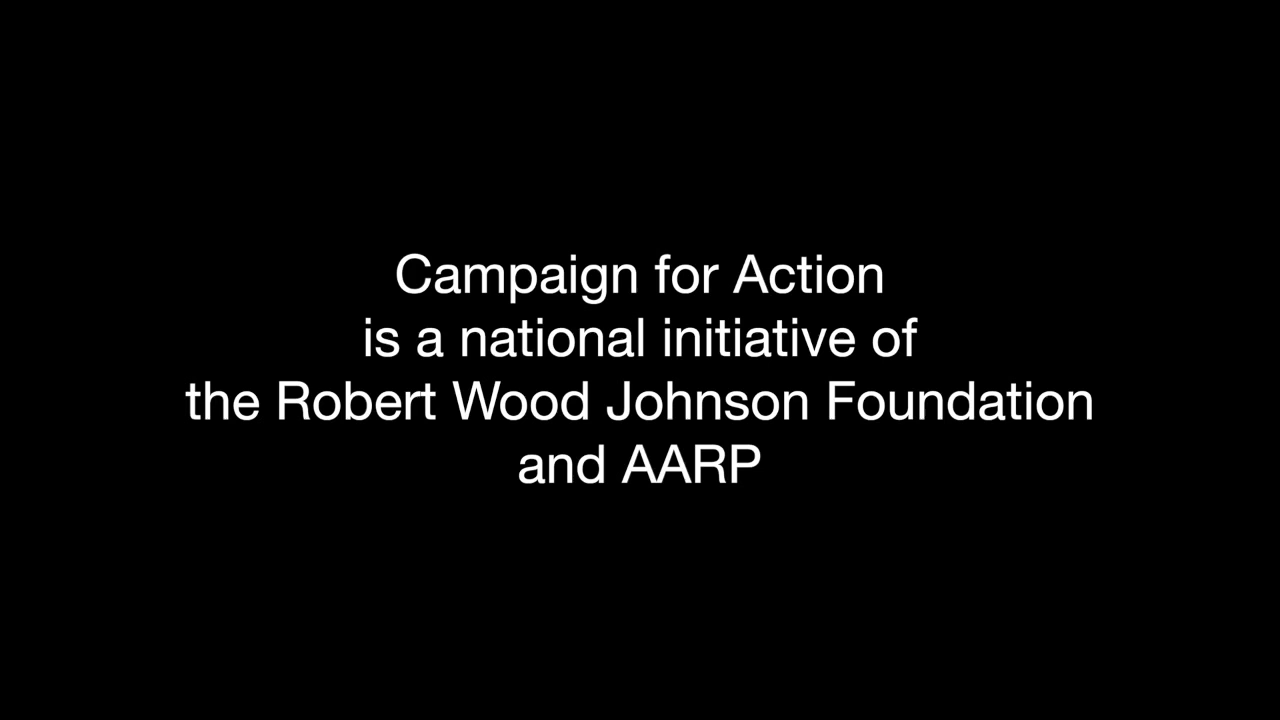 Campaign for Action
is a national initiative of
the Robert Wood Johnson Foundation
and AARP